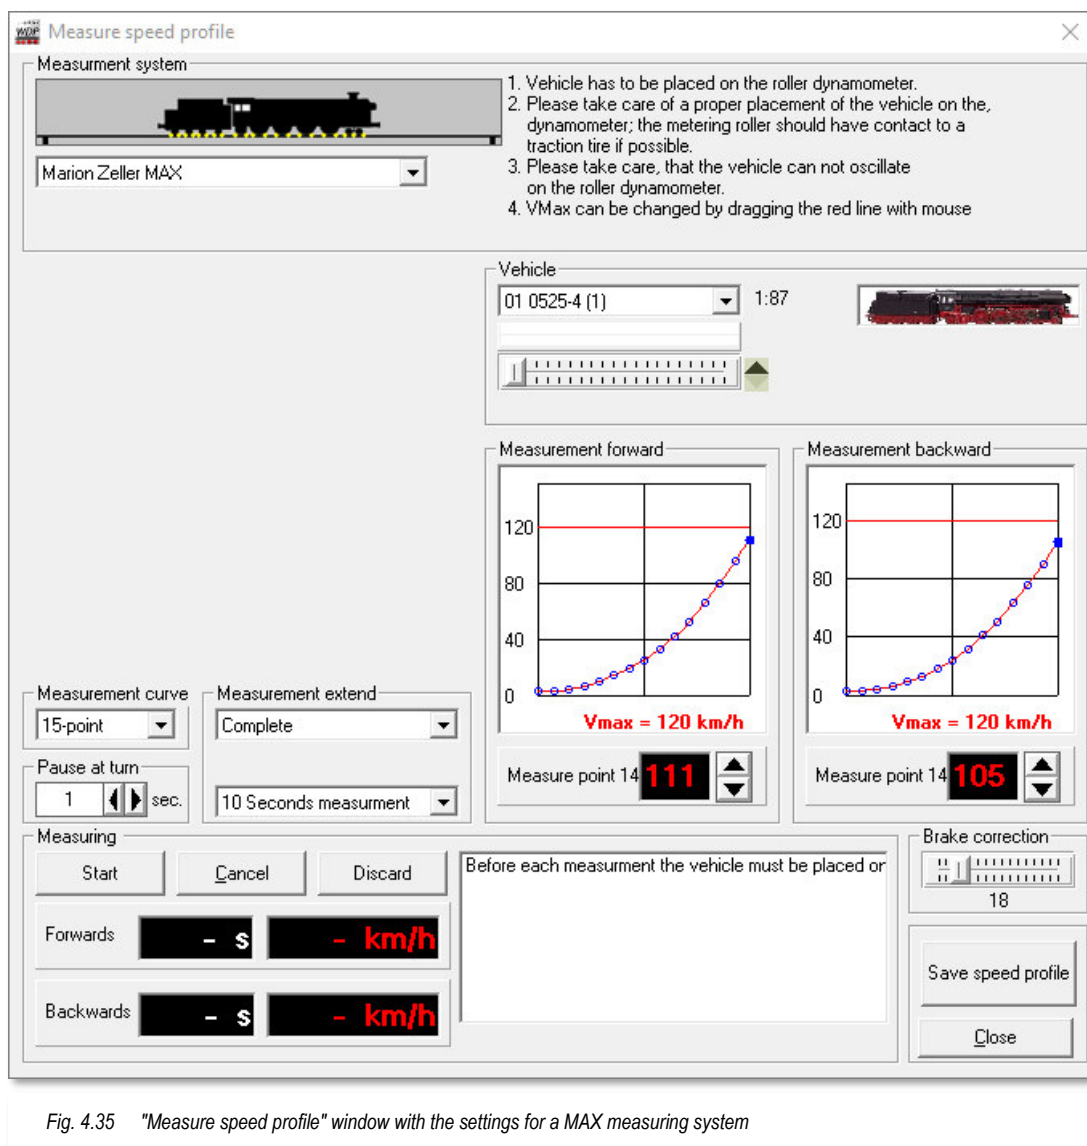 WDP Measure speed profile
Measurment system
Marion Zeller MAX
1. Vehicle has to be placed on the roller dynamometer.
2. Please take care of a proper placement of the vehicle on the,
dynamometer; the metering roller should have contact to a
traction tire if possible.
3. Please take care, that the vehicle can not oscillate
on the roller dynamometer.
4. VMax can be changed by dragging the red line with mouse
Vehicle
01 0525-4 (1)
1:87
Measurement forward
120
80
40
0
Vmax = 120 km/h
Measure point 14 111
Measurement backward
120
80
40
0
Vmax = 120 km/h
Measure point 14 105
Measurement curve
15-point
Measurement extend
Complete
Pause at turn
1 sec.
10 Seconds measurment
Measuring
Start
Cancel
Discard
Before each measurment the vehicle must be placed or
Forwards - s - km/h
Backwards - s - km/h
Brake correction
18
Save speed profile
Close
Fig. 4.35 "Measure speed profile" window with the settings for a MAX measuring system